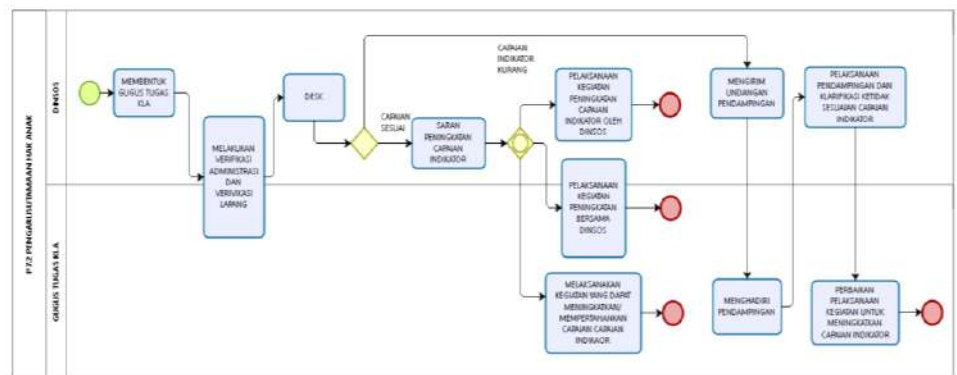 P7.2 PENGARUSUTAMAAN HAK ANAK
DINSOS
GUGUS TUGAS KLA
MEMBENTUK
GUGUS TUGAS
KLA
MELAKUKAN
VERIFIKASI
ADMINISTRASI
DAN
VERIVIKASI
LAPANG
DESK
CAPAIAN
SESUAI
CAPAIAN
INDIKATOR
KURANG
SARAN
PENINGKATAN
CAPAIAN
INDIKATOR
PELAKSANAAN
KEGIATAN
PENINGKATAN
CAPAIAN
INDIKATOR OLEH
DINSOS
PELAKSANAAN
KEGIATAN
PENINGKATAN
BERSAMA
DINSOS
MELAKSANAKAN
KEGIATAN YANG DAPAT
MENINGKATKAN/
MEMPERTAHANKAN
CAPAIAN CAPAIAN
INDIKAOR
MENGIRIM
UNDANGAN
PENDAMPINGAN
MENGHADIRI
PENDAMPINGAN
PELAKSANAAN
PENDAMPINGAN DAN
KLARIFIKASI KETIDAK
SESUAIAN CAPAIAN
INDIKATOR
PERBAIKAN
PELAKSANAAN
KEGIATAN UNTUK
MENINGKATKAN
CAPAIAN INDIKATOR